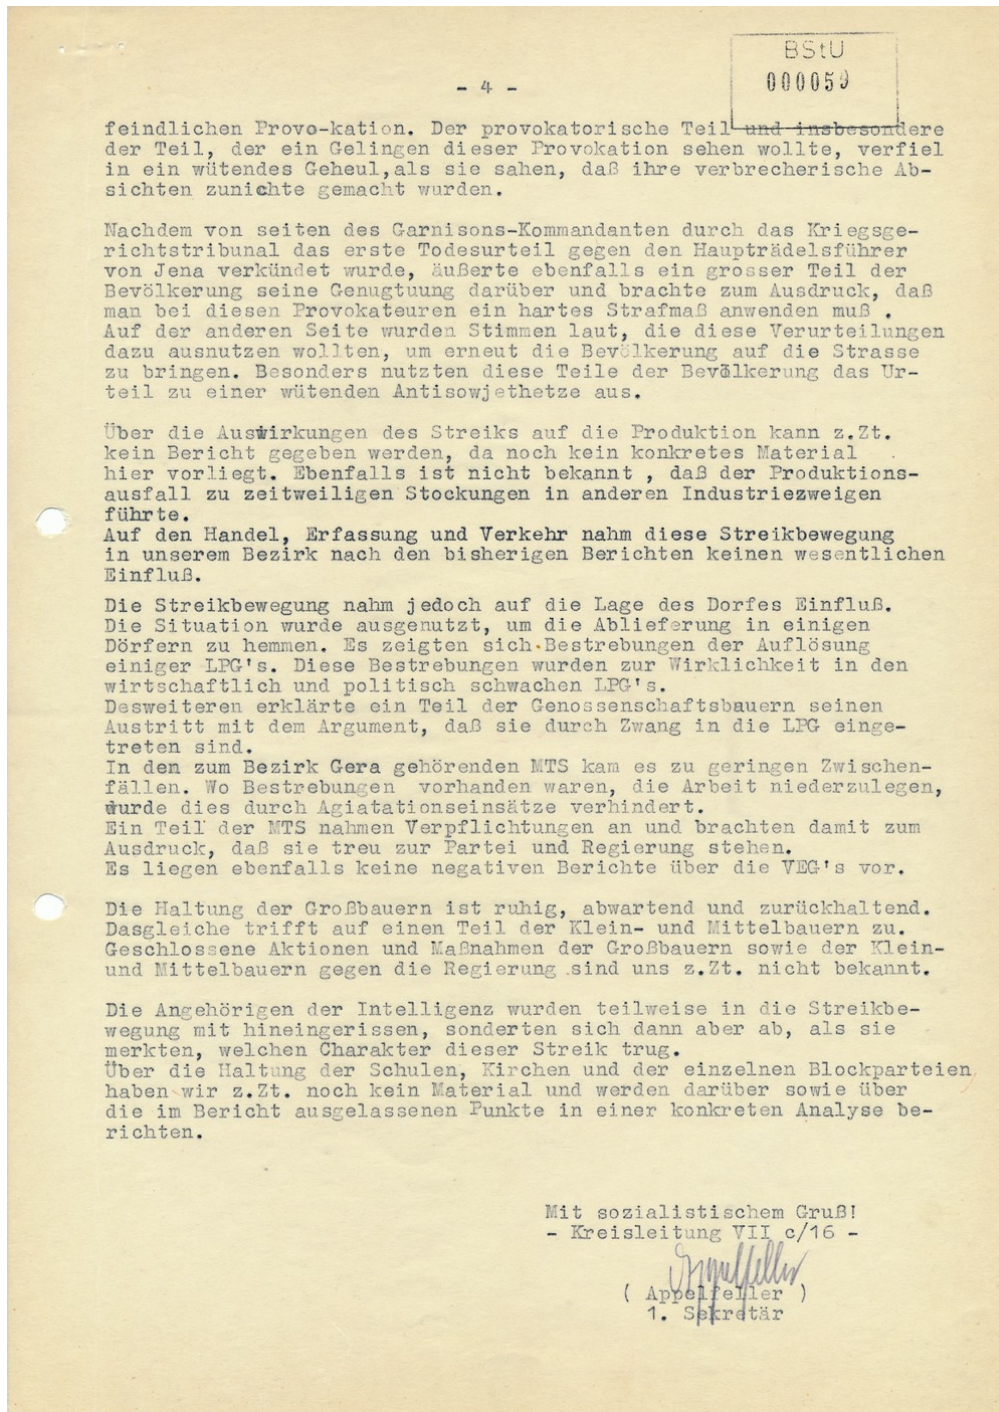 BStU
000059
- 4 -
feindlichen Provo-kation. Der provokatorische Teil und insbesondere
der Teil, der ein Gelingen dieser Provokation sehen wollte, verfiel
in ein wütendes Geheul,als sie sahen, daß ihre verbrecherische Ab-
sichten zunichte gemacht wurden.
Nachdem von seiten des Garnisons-Kommandanten durch das Kriegsge-
richtstribunal das erste Todesurteil gegen den Haupträdelsführer
von Jena verkündet wurde, äußerte ebenfalls ein grosser Teil der
Bevölkerung seine Genugtuung darüber und brachte zum Ausdruck, daß
man bei diesen Provokateuren ein hartes Strafmaß anwenden muß .
Auf der anderen Seite wurden Stimmen laut, die diese Verurteilungen
dazu ausnutzen wollten, um erneut die Bevölkerung auf die Strasse
zu bringen. Besonders nutzten diese Teile der Bevölkerung das Ur-
teil zu einer wütenden Antisowjethetze aus.
Über die Auswirkungen des Streiks auf die Produktion kann z.Zt.
kein Bericht gegeben werden, da noch kein konkretes Material
hier vorliegt. Ebenfalls ist nicht bekannt , daß der Produktions-
ausfall zu zeitweiligen Stockungen in anderen Industriezweigen
führte.
Auf den Handel, Erfassung und Verkehr nahm diese Streikbewegung
in unserem Bezirk nach den bisherigen Berichten keinen wesentlichen
Einfluß.
Die Streikbewegung nahm jedoch auf die Lage des Dorfes Einfluß.
Die Situation wurde ausgenutzt, um die Ablieferung in einigen
Dörfern zu hemmen. Es zeigten sich Bestrebungen der Auflösung
einiger LPG's. Diese Bestrebungen wurden zur Wirklichkeit in den
wirtschaftlich und politisch schwachen LPG's.
Desweiteren erklärte ein Teil der Genossenschaftsbauern seinen
Austritt mit dem Argument, daß sie durch Zwang in die LPG einge-
treten sind.
In den zum Bezirk Gera gehörenden MTS kam es zu geringen Zwischen-
fällen. Wo Bestrebungen vorhanden waren, die Arbeit niederzulegen,
wurde dies durch Agiatationseinsätze verhindert.
Ein Teil der MTS nahmen Verpflichtungen an und brachten damit zum
Ausdruck, daß sie treu zur Partei und Regierung stehen.
Es liegen ebenfalls keine negativen Berichte über die VEG's vor.
Die Haltung der Großbauern ist ruhig, abwartend und zurückhaltend.
Dasgleiche trifft auf einen Teil der Klein- und Mittelbauern zu.
Geschlossene Aktionen und Maßnahmen der Großbauern sowie der Klein-
und Mittelbauern gegen die Regierung sind uns z.Zt. nicht bekannt.
Die Angehörigen der Intelligenz wurden teilweise in die Streikbe-
wegung mit hineingerissen, sonderten sich dann aber ab, als sie
merkten, welchen Charakter dieser Streik trug.
Über die Haltung der Schulen, Kirchen und der einzelnen Blockparteien
haben wir z.Zt. noch kein Material und werden darüber sowie über
die im Bericht ausgelassenen Punkte in einer konkreten Analyse be-
richten.
Mit sozialistischem Gruß!
- Kreisleitung VII c/16 -
Appelfeller
( Appelfeller )
1. Sekretär